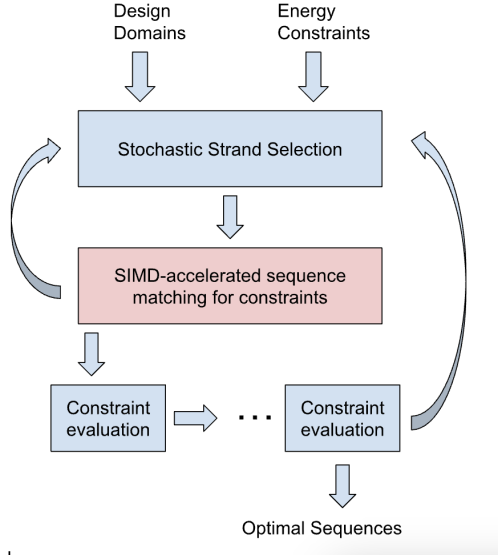 Design
Domains
Energy
Constraints
Stochastic Strand Selection
SIMD-accelerated sequence
matching for constraints
Constraint
evaluation
...
Constraint
evaluation
Optimal Sequences